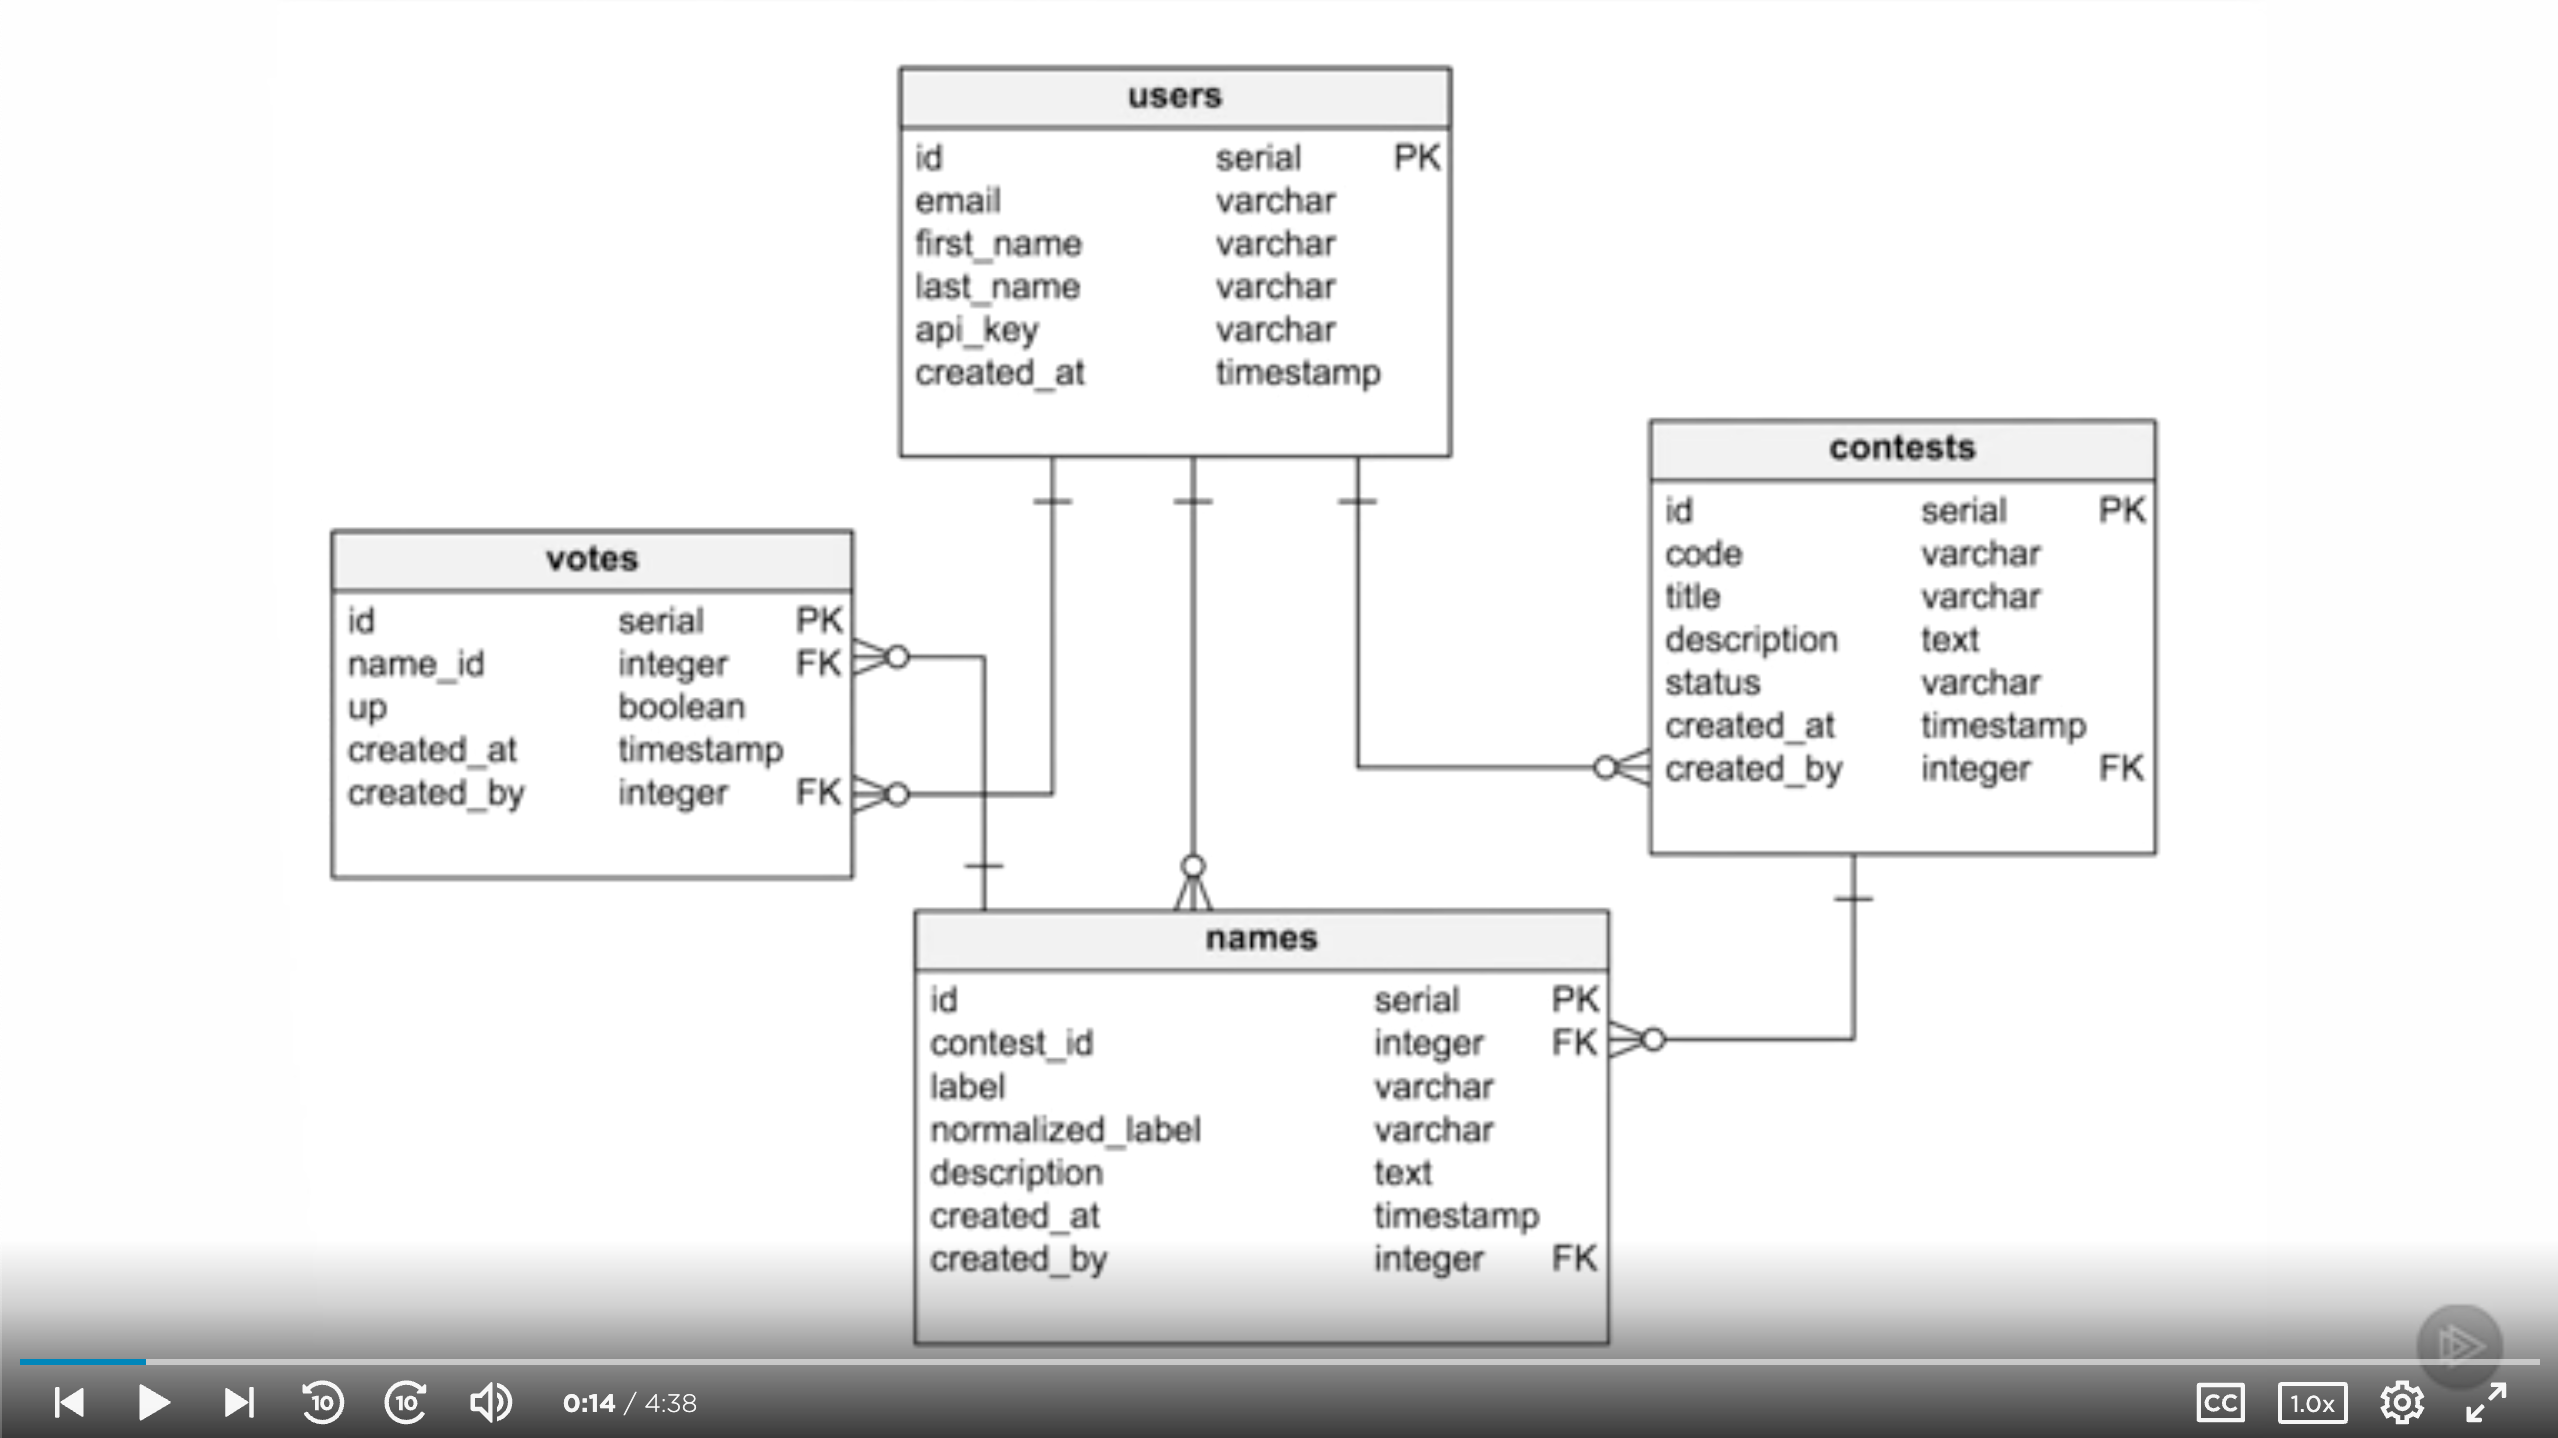 users
id serial PK
email varchar
first_name varchar
last_name varchar
api_key varchar
created_at timestamp
votes
id serial PK
name_id integer FK
up boolean
created_at timestamp
created_by integer FK
contests
id serial PK
code varchar
title varchar
description text
status varchar
created_at timestamp
created_by integer FK
names
id serial PK
contest_id integer FK
label varchar
normalized_label varchar
description text
created_at timestamp
created_by integer FK
10 10 0:14 / 4:38 CC 1.0x